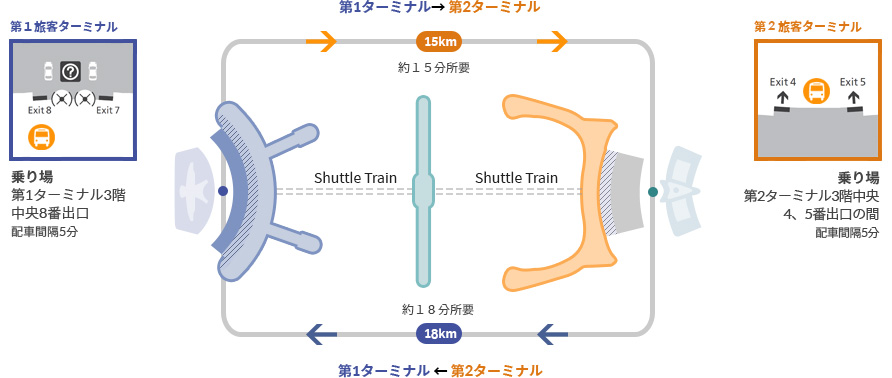 第1ターミナル→ 第2ターミナル
第１旅客ターミナル
第２旅客ターミナル
15km
約１５分所要
?
Exit 8
Exit 7
Exit 4
Exit 5
乗り場
第1ターミナル3階
中央8番出口
配車間隔5分
Shuttle Train
Shuttle Train
乗り場
第2ターミナル3階中央
4、5番出口の間
配車間隔5分
約１８分所要
18km
第1ターミナル ← 第2ターミナル